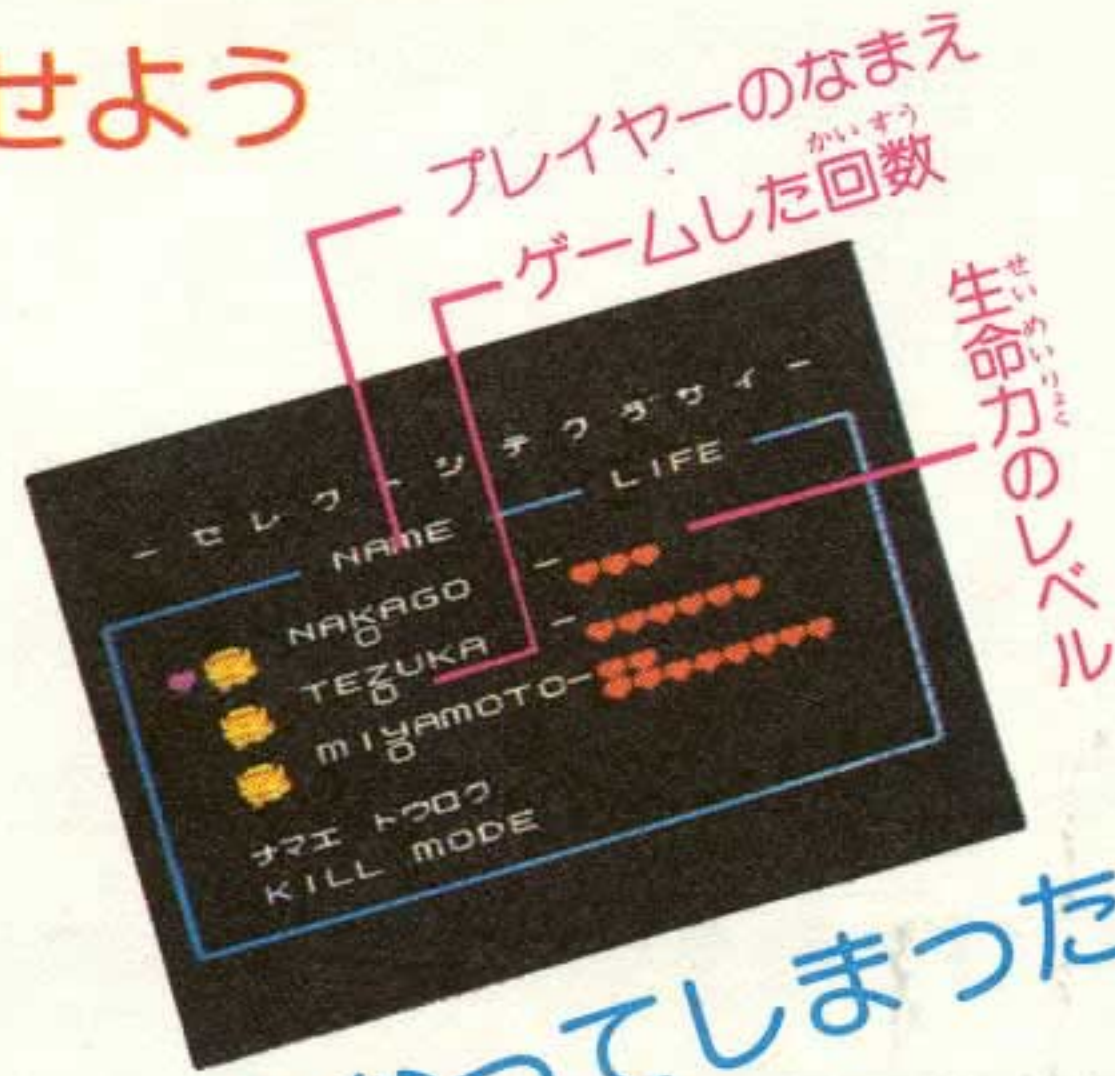 せよう
プレイヤーのなまえ
かいすう
ゲームした回数
せいめいりょく
生命力のレベル
- セレクトシテクダサイ -
NAME LIFE
NAKAGO -
0
TEZUKA -
0
MIYAMOTO-
0
ナマエ トウロク
KILL MODE
ってしまった